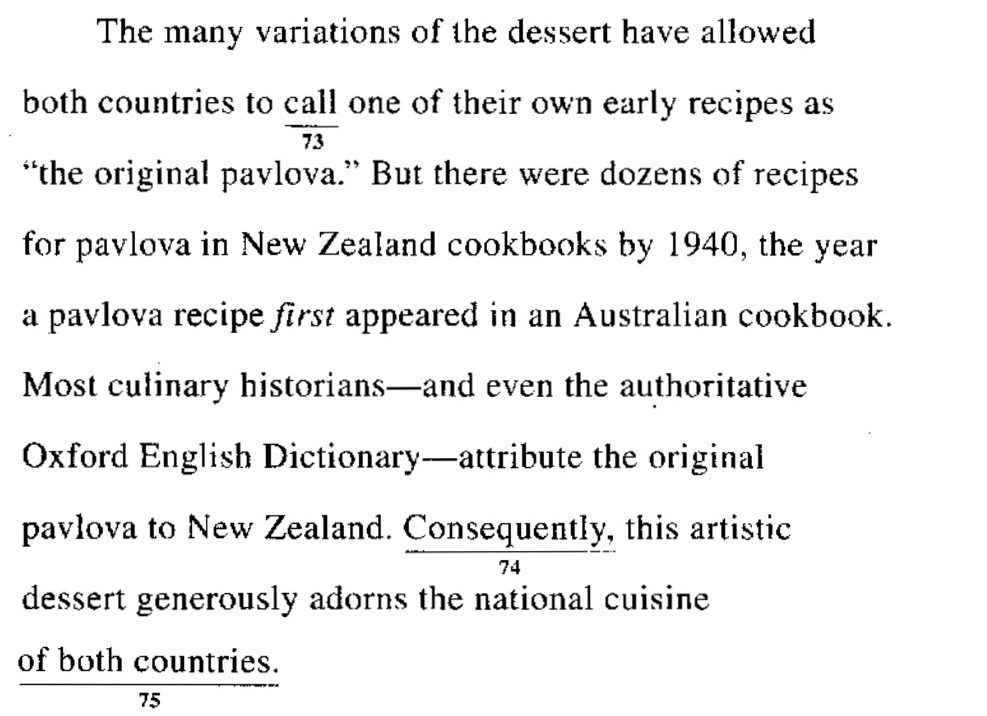 The many variations of the dessert have allowed
both countries to call one of their own early recipes as
73
“the original pavlova.” But there were dozens of recipes
for pavlova in New Zealand cookbooks by 1940, the year
a pavlova recipe first appeared in an Australian cookbook.
Most culinary historians—and even the authoritative
Oxford English Dictionary—attribute the original
pavlova to New Zealand. Consequently, this artistic
74
dessert generously adorns the national cuisine
of both countries.
75